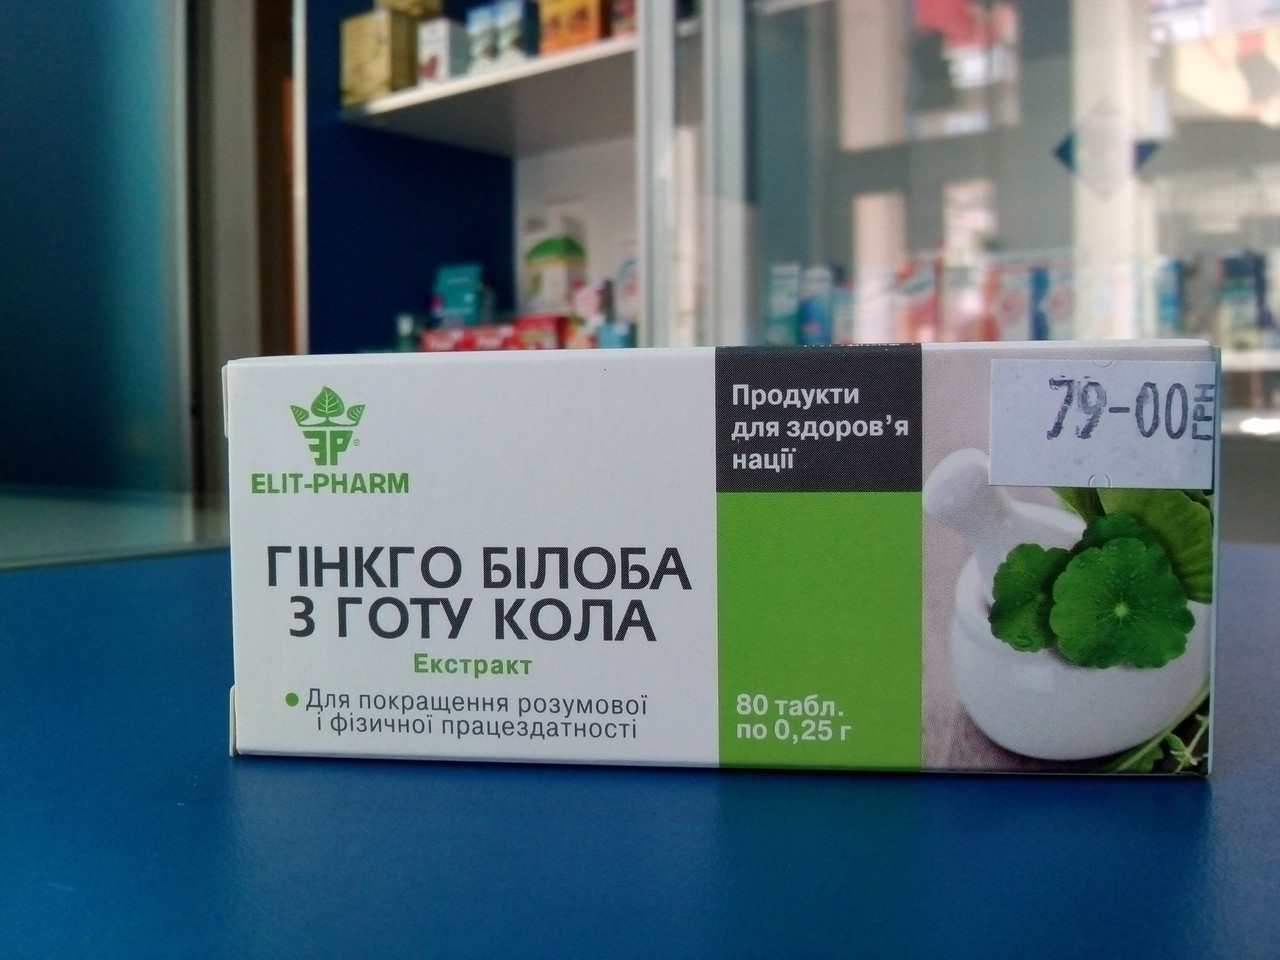 ЕР®
ELIT-PHARM
ГІНКГО БІЛОБА
З ГОТУ КОЛА
Екстракт
• Для покращення розумової
і фізичної працездатності
Продукти
для здоров’я
нації
80 табл.
по 0,25 г
79-00 ГРН